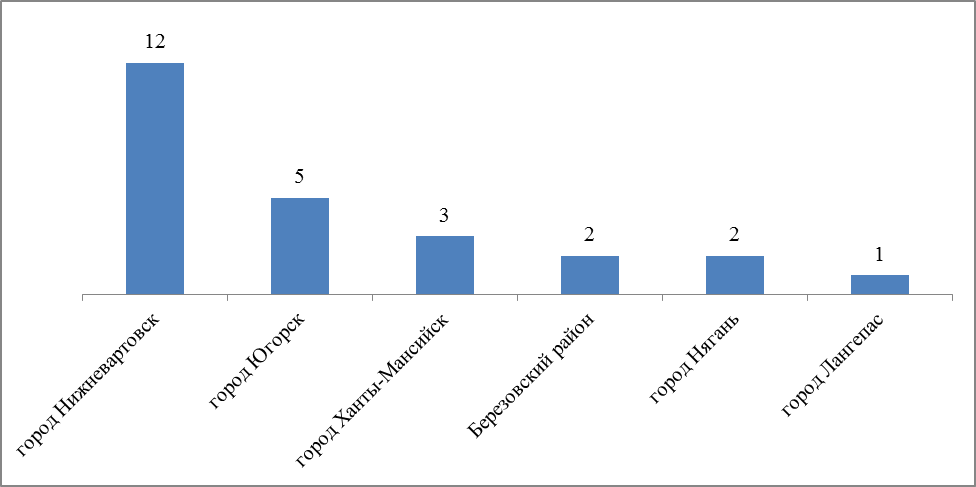 12
5
3
2
2
1
город Нижневартовск
город Югорск
город Ханты-Мансийск
Березовский район
город Нягань
город Лангепас